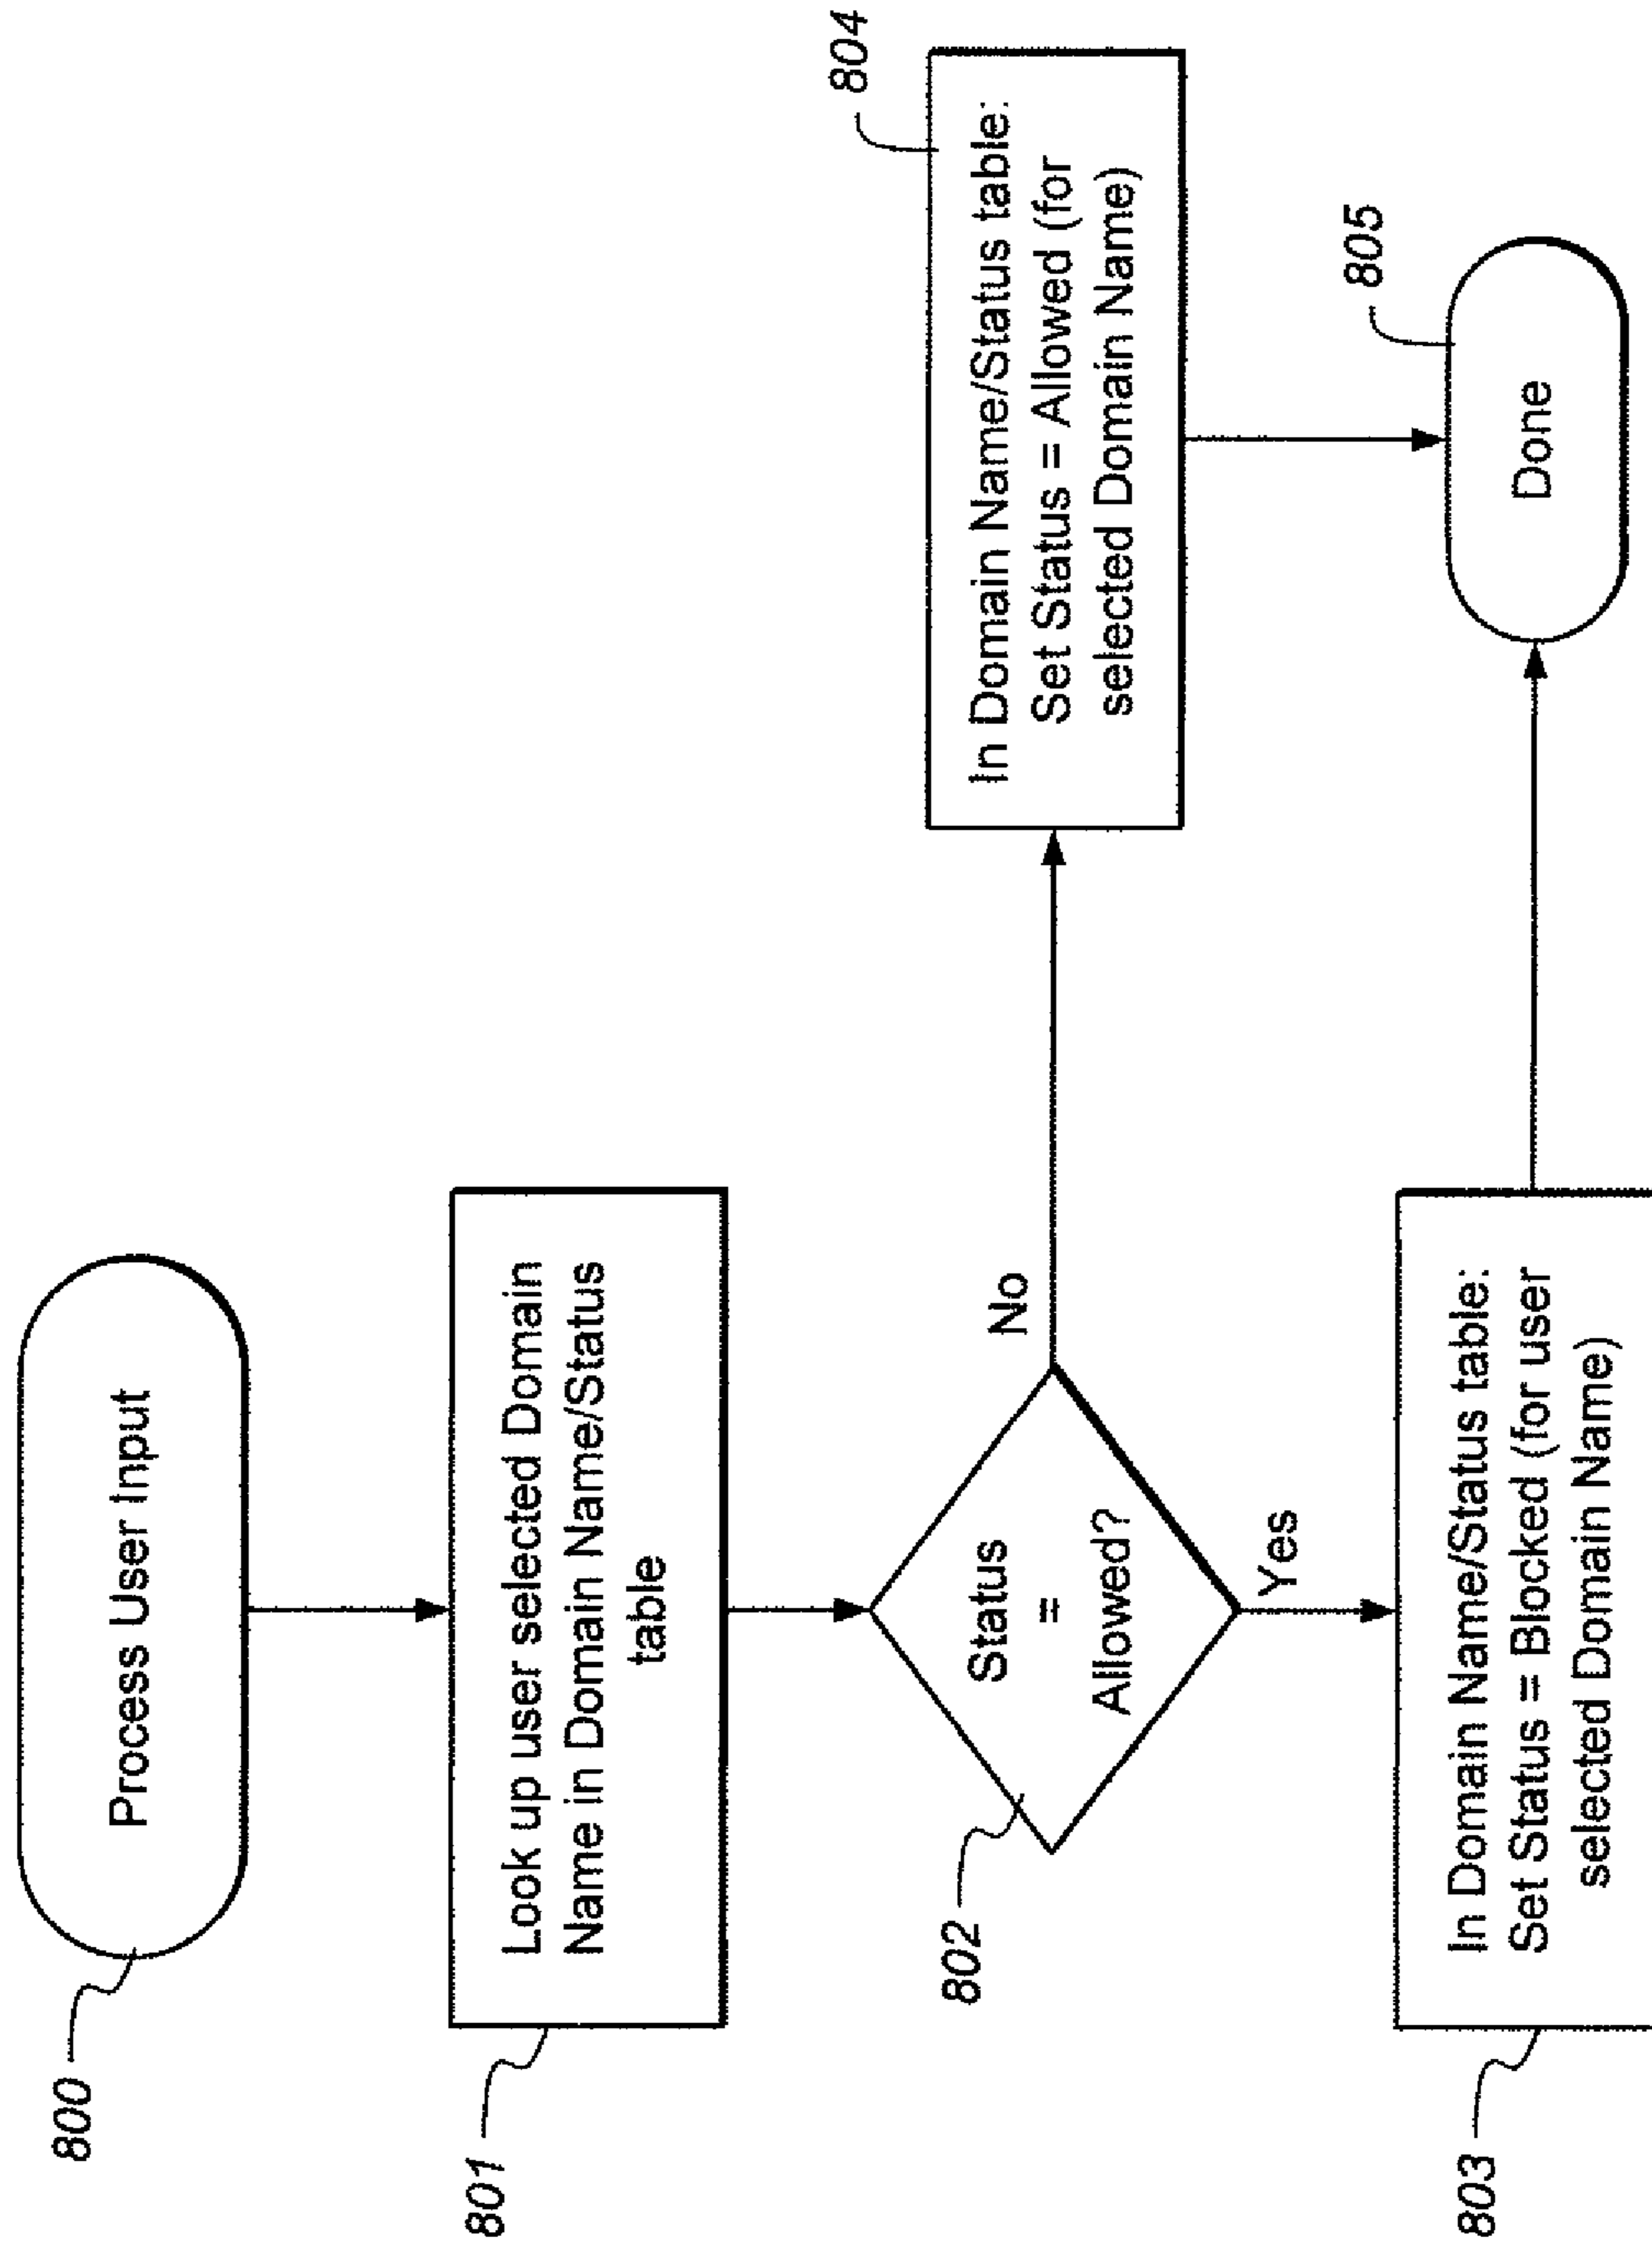 800
Process User Input
801
Look up user selected Domain
Name in Domain Name/Status
table
802
Status
=
Allowed?
No
Yes
804
In Domain Name/Status table:
Set Status = Allowed (for
selected Domain Name)
803
In Domain Name/Status table:
Set Status = Blocked (for user
selected Domain Name)
805
Done